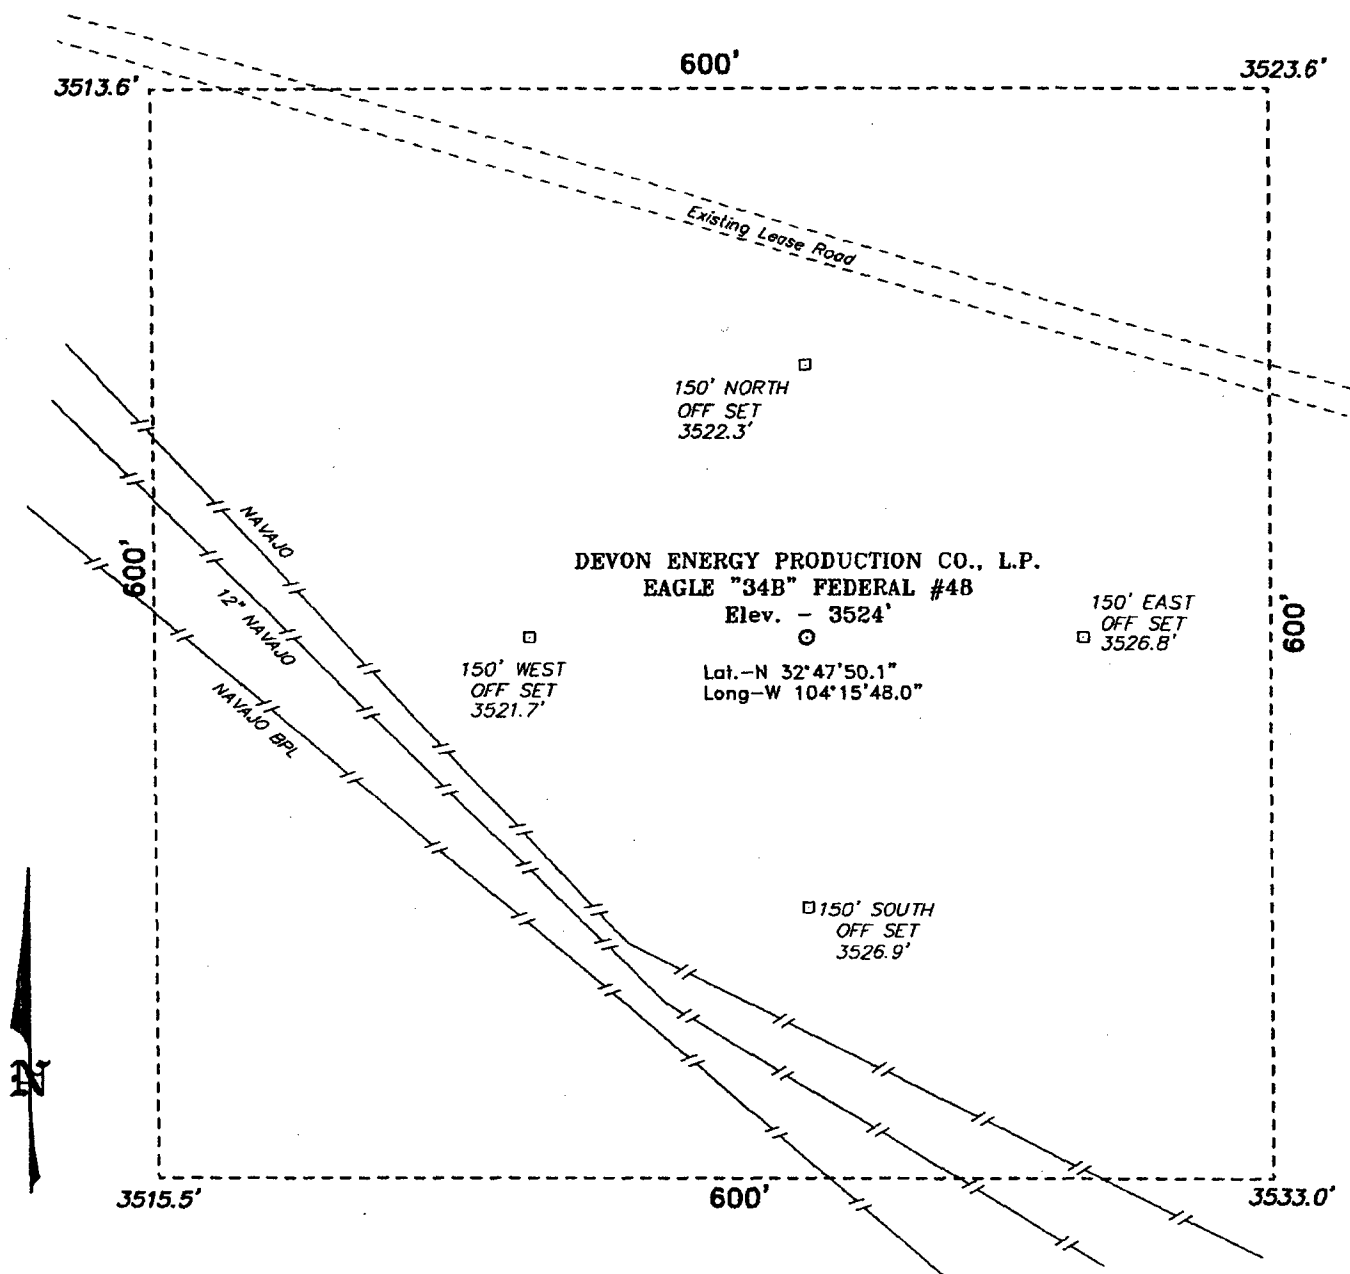 600'
3513.6'
3523.6'
Existing Lease Road
150' NORTH
OFF SET
3522.3'
NAVAJO
600'
12" NAVAJO
NAVAJO BPL
DEVON ENERGY PRODUCTION CO., L.P.
EAGLE "34B" FEDERAL #48
Elev. - 3524'
Lat.-N 32°47'50.1"
Long-W 104°15'48.0"
150' WEST
OFF SET
3521.7'
150' EAST
OFF SET
3526.8'
600'
150' SOUTH
OFF SET
3526.9'
N
3515.5'
600'
3533.0'